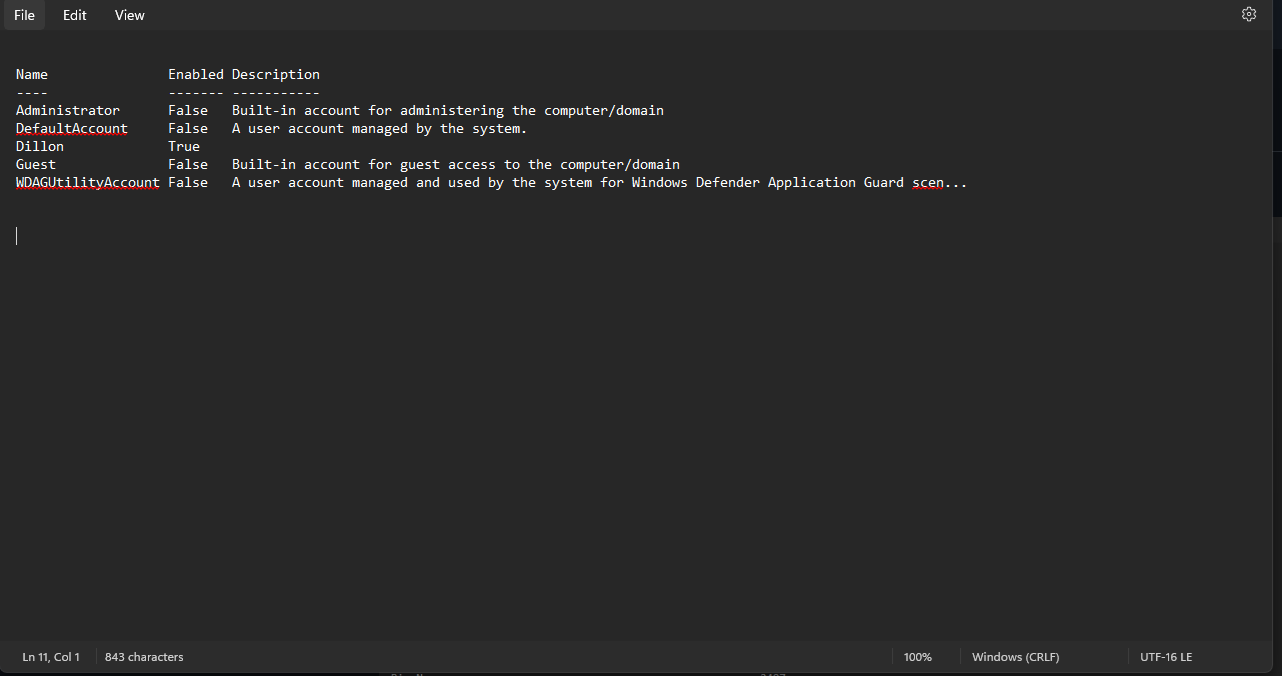 File Edit View
Name Enabled Description
---- ------- -----------
Administrator False Built-in account for administering the computer/domain
DefaultAccount False A user account managed by the system.
Dillon True
Guest False Built-in account for guest access to the computer/domain
WDAGUtilityAccount False A user account managed and used by the system for Windows Defender Application Guard scen...
Ln 11, Col 1 843 characters 100% Windows (CRLF) UTF-16 LE